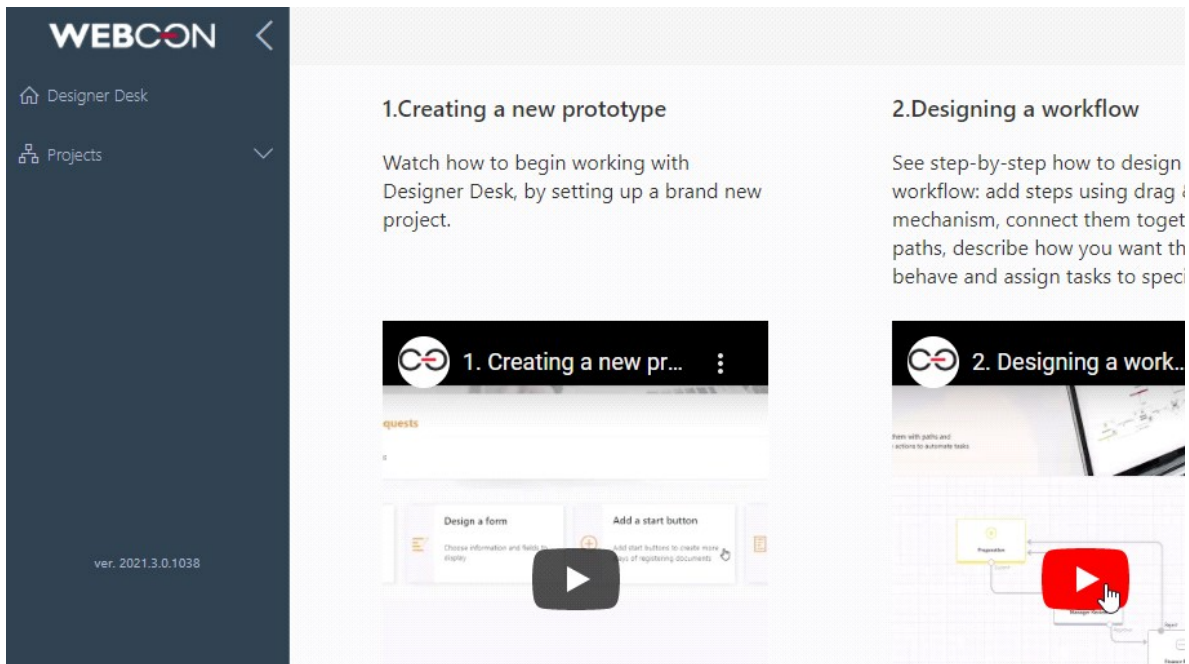 WEBCON
Designer Desk
Projects
ver. 2021.3.0.1038
1.Creating a new prototype
Watch how to begin working with
Designer Desk, by setting up a brand new
project.
1. Creating a new pr...
quests
Design a form
Choose information and fields to
display
Add a start button
Add start buttons to create more
ways of registering documents
2.Designing a workflow
See step-by-step how to design
workflow: add steps using drag &
mechanism, connect them toget
paths, describe how you want th
behave and assign tasks to speci
2. Designing a work...
them with paths and
actions to automate tasks